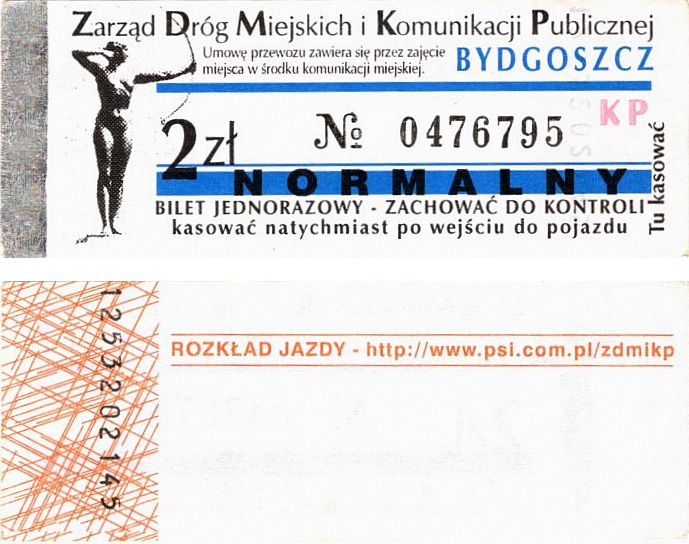 Zarząd Dróg Miejskich i Komunikacji Publicznej
Umowę przewozu zawiera się przez zajęcie
miejsca w środku komunikacji miejskiej.
BYDGOSZCZ
KP
2 zł
№ 0476795
NORMALNY
BILET JEDNORAZOWY - ZACHOWAĆ DO KONTROLI
kasować natychmiast po wejściu do pojazdu
Tu kasować
1253202145
ROZKŁAD JAZDY - http://www.psi.com.pl/zdmikp